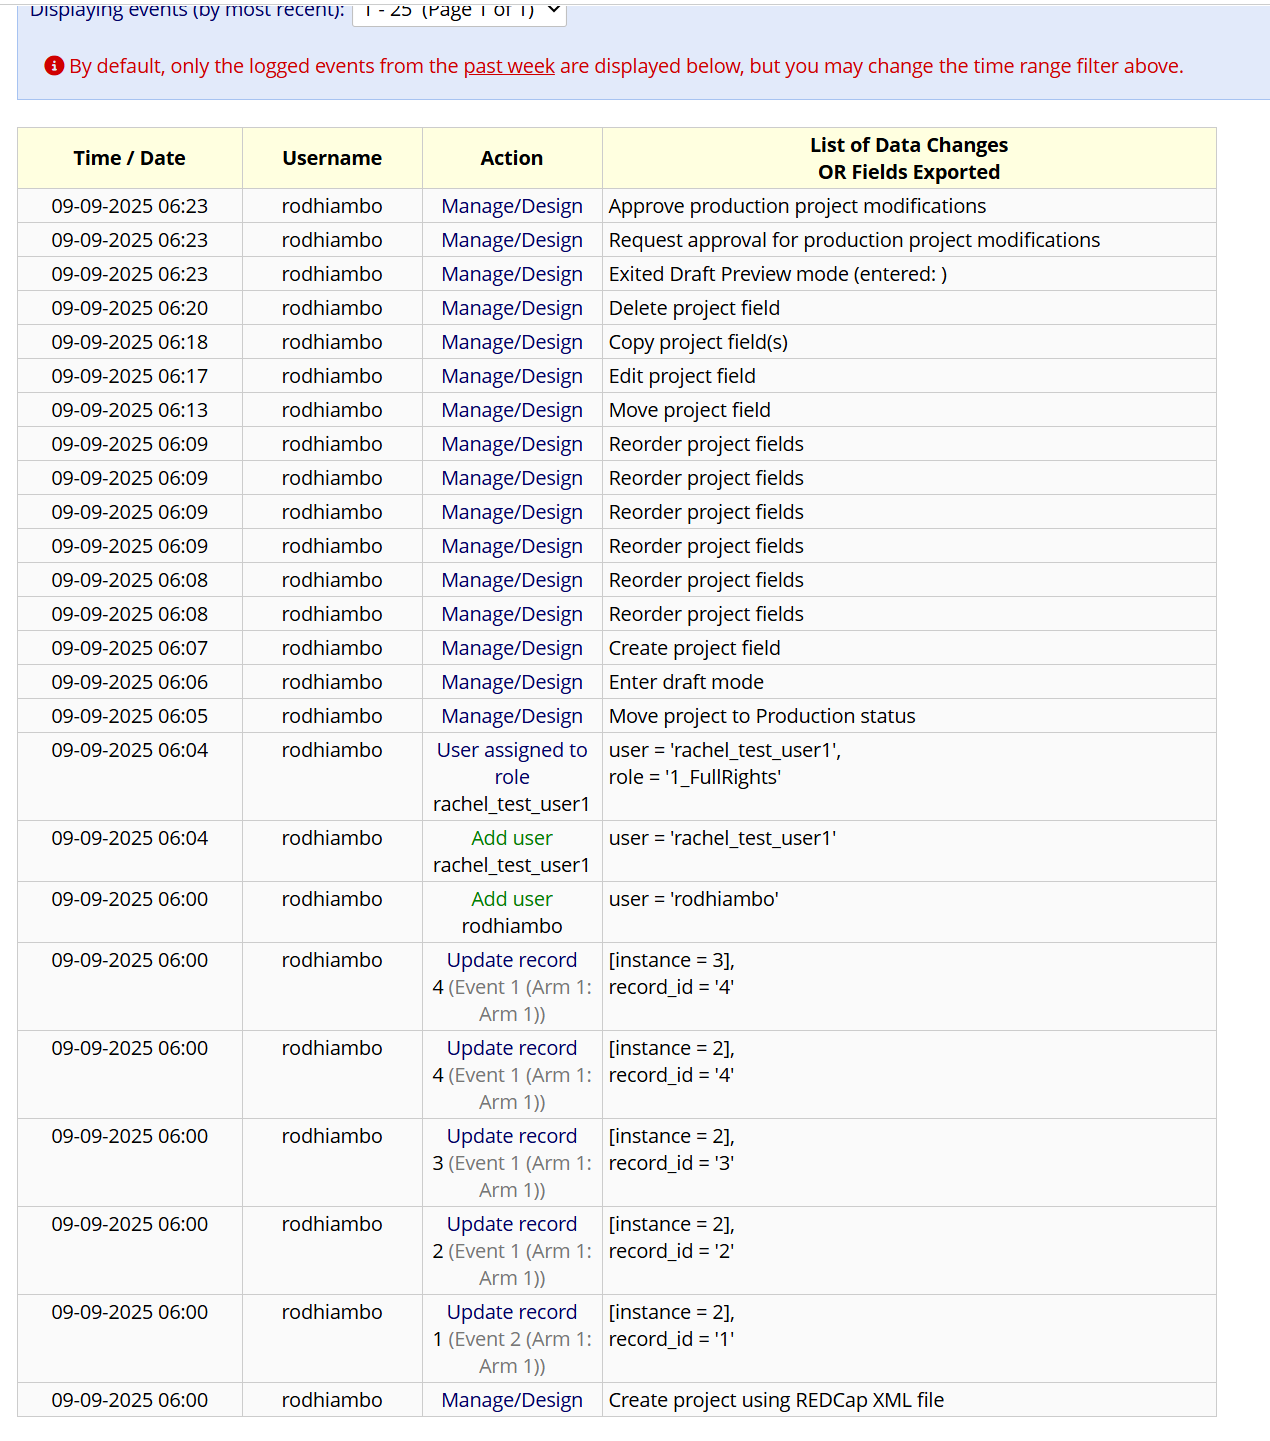 Displaying events (by most recent): 1 - 25 (Page 1 of 1)
By default, only the logged events from the past week are displayed below, but you may change the time range filter above.
Time / Date Username Action List of Data Changes
OR Fields Exported
09-09-2025 06:23 rodhiambo Manage/Design Approve production project modifications
09-09-2025 06:23 rodhiambo Manage/Design Request approval for production project modifications
09-09-2025 06:23 rodhiambo Manage/Design Exited Draft Preview mode (entered: )
09-09-2025 06:20 rodhiambo Manage/Design Delete project field
09-09-2025 06:18 rodhiambo Manage/Design Copy project field(s)
09-09-2025 06:17 rodhiambo Manage/Design Edit project field
09-09-2025 06:13 rodhiambo Manage/Design Move project field
09-09-2025 06:09 rodhiambo Manage/Design Reorder project fields
09-09-2025 06:09 rodhiambo Manage/Design Reorder project fields
09-09-2025 06:09 rodhiambo Manage/Design Reorder project fields
09-09-2025 06:09 rodhiambo Manage/Design Reorder project fields
09-09-2025 06:08 rodhiambo Manage/Design Reorder project fields
09-09-2025 06:08 rodhiambo Manage/Design Reorder project fields
09-09-2025 06:07 rodhiambo Manage/Design Create project field
09-09-2025 06:06 rodhiambo Manage/Design Enter draft mode
09-09-2025 06:05 rodhiambo Manage/Design Move project to Production status
09-09-2025 06:04 rodhiambo User assigned to user = 'rachel_test_user1',
role role = '1_FullRights'
rachel_test_user1
09-09-2025 06:04 rodhiambo Add user user = 'rachel_test_user1'
rachel_test_user1
09-09-2025 06:00 rodhiambo Add user user = 'rodhiambo'
rodhiambo
09-09-2025 06:00 rodhiambo Update record [instance = 3],
4 (Event 1 (Arm 1: record_id = '4'
Arm 1))
09-09-2025 06:00 rodhiambo Update record [instance = 2],
4 (Event 1 (Arm 1: record_id = '4'
Arm 1))
09-09-2025 06:00 rodhiambo Update record [instance = 2],
3 (Event 1 (Arm 1: record_id = '3'
Arm 1))
09-09-2025 06:00 rodhiambo Update record [instance = 2],
2 (Event 1 (Arm 1: record_id = '2'
Arm 1))
09-09-2025 06:00 rodhiambo Update record [instance = 2],
1 (Event 2 (Arm 1: record_id = '1'
Arm 1))
09-09-2025 06:00 rodhiambo Manage/Design Create project using REDCap XML file